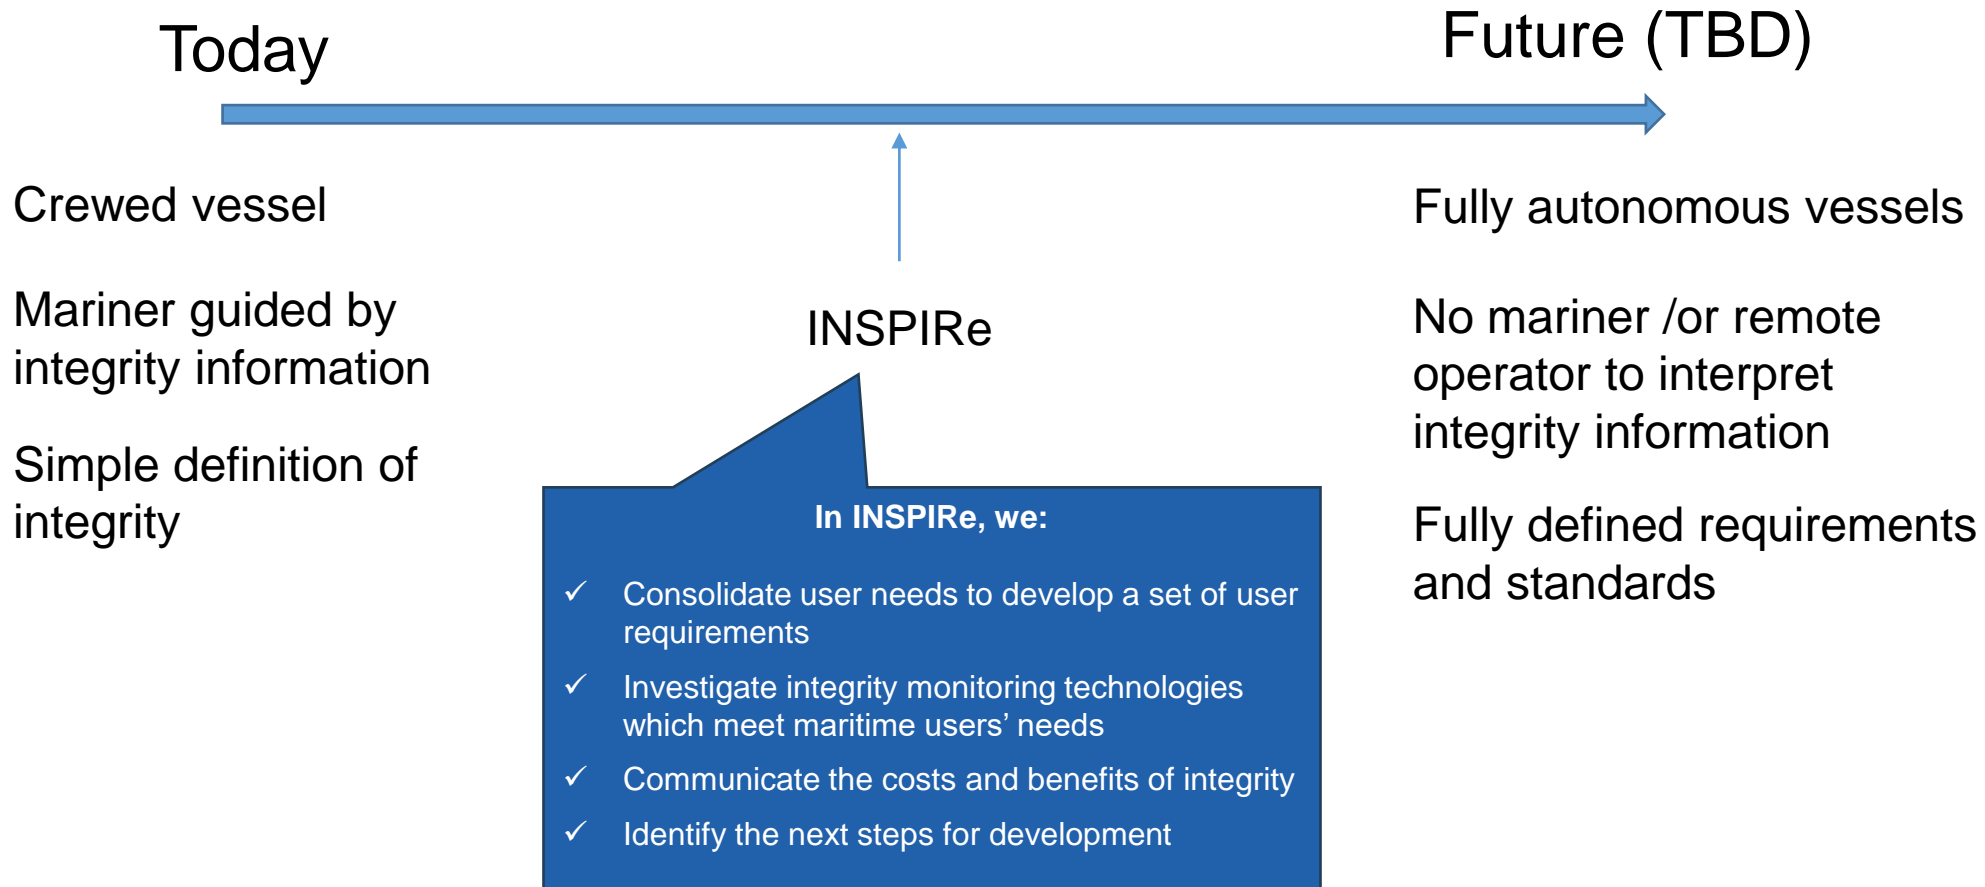 Today
Future (TBD)
Crewed vessel
Mariner guided by
integrity information
Simple definition of
integrity
INSPIRe
In INSPIRe, we:
✓ Consolidate user needs to develop a set of user
requirements
✓ Investigate integrity monitoring technologies
which meet maritime users’ needs
✓ Communicate the costs and benefits of integrity
✓ Identify the next steps for development
Fully autonomous vessels
No mariner /or remote
operator to interpret
integrity information
Fully defined requirements
and standards